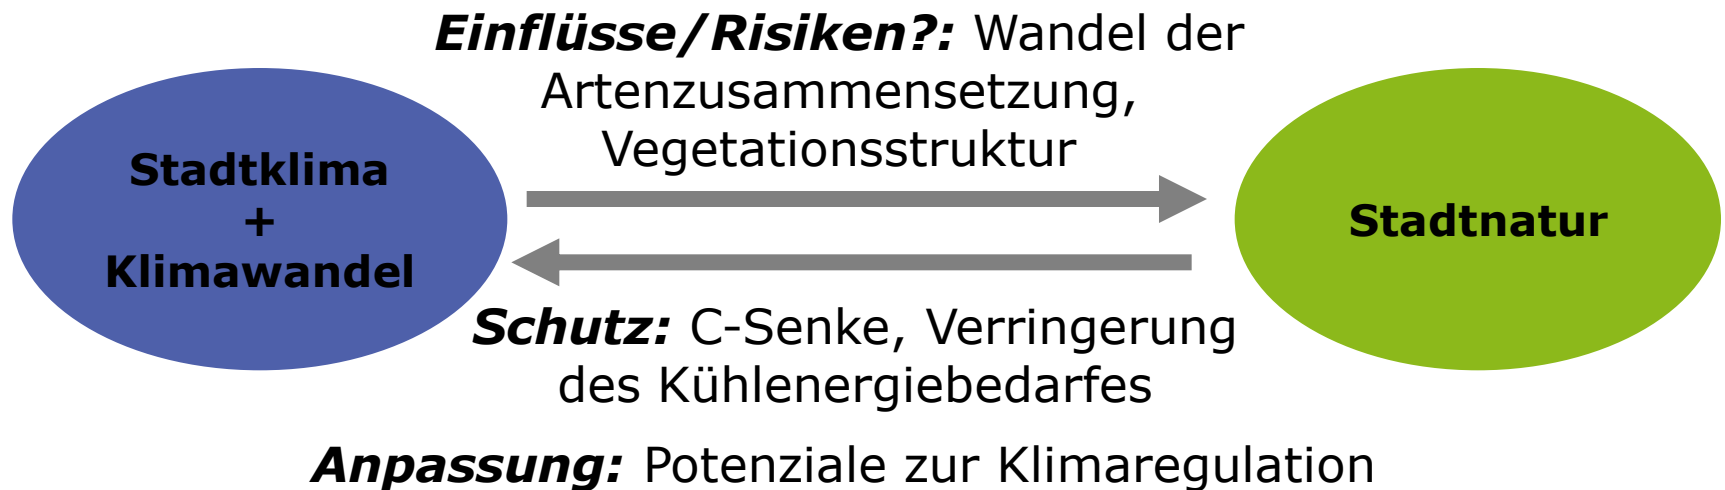 Einflüsse/Risiken?: Wandel der
Artenzusammensetzung,
Vegetationsstruktur
Stadtklima
+
Klimawandel
Stadtnatur
Schutz: C-Senke, Verringerung
des Kühlenergiebedarfes
Anpassung: Potenziale zur Klimaregulation